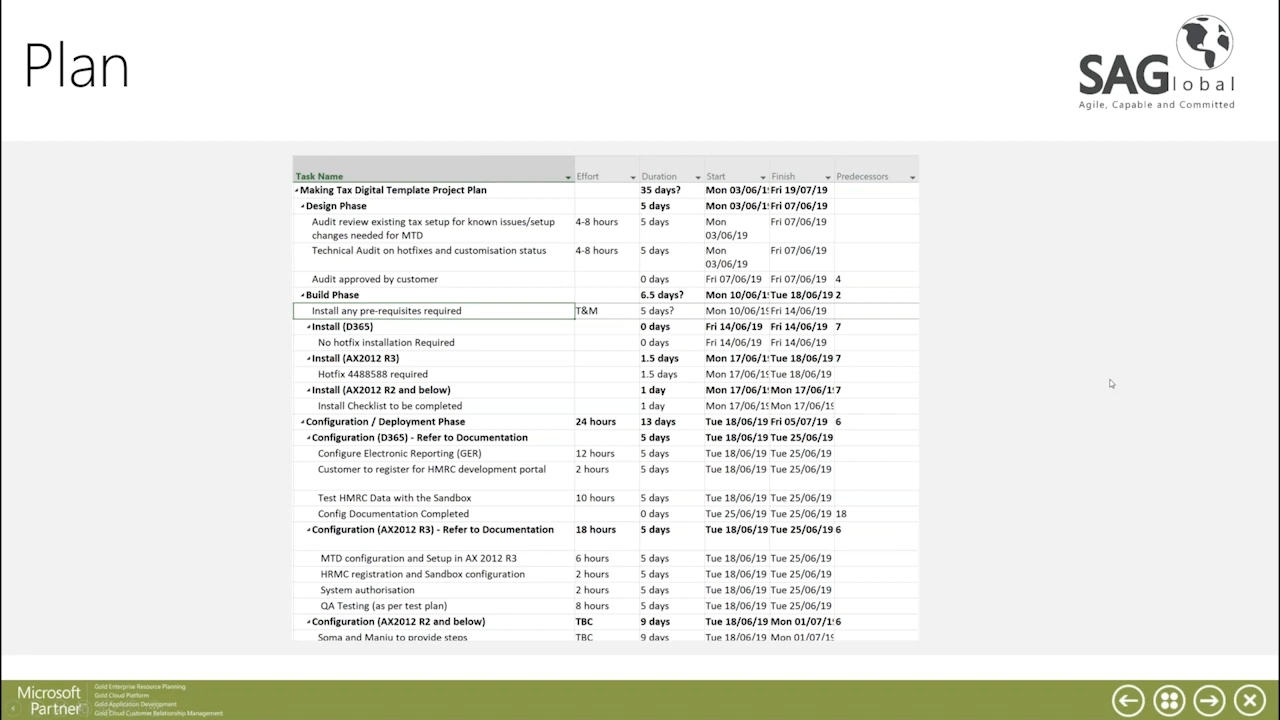 Plan
SAGlobal
Agile, Capable and Committed
Task Name Effort Duration Start Finish Predecessors
Making Tax Digital Template Project Plan 35 days? Mon 03/06/1 Fri 19/07/19
Design Phase 5 days Mon 03/06/1 Fri 07/06/19
Audit review existing tax setup for known issues/setup 4-8 hours 5 days Mon Fri 07/06/19
changes needed for MTD 03/06/19
Technical Audit on hotfixes and customisation status 4-8 hours 5 days Mon Fri 07/06/19
03/06/19
Audit approved by customer 0 days Fri 07/06/19 Fri 07/06/19 4
Build Phase 6.5 days? Mon 10/06/1 Tue 18/06/19 2
Install any pre-requisites required T&M 5 days? Mon 10/06/19 Fri 14/06/19
Install (D365) 0 days Fri 14/06/19 Fri 14/06/19 7
No hotfix installation Required 0 days Fri 14/06/19 Fri 14/06/19
Install (AX2012 R3) 1.5 days Mon 17/06/1 Tue 18/06/19 7
Hotfix 4488588 required 1.5 days Mon 17/06/19 Tue 18/06/19
Install (AX2012 R2 and below) 1 day Mon 17/06/1 Mon 17/06/1 7
Install Checklist to be completed 1 day Mon 17/06/19 Mon 17/06/19
Configuration / Deployment Phase 24 hours 13 days Tue 18/06/19 Fri 05/07/19 6
Configuration (D365) - Refer to Documentation 5 days Tue 18/06/19 Tue 25/06/19
Configure Electronic Reporting (GER) 12 hours 5 days Tue 18/06/19 Tue 25/06/19
Customer to register for HMRC development portal 2 hours 5 days Tue 18/06/19 Tue 25/06/19
Test HMRC Data with the Sandbox 10 hours 5 days Tue 18/06/19 Tue 25/06/19
Config Documentation Completed 0 days Tue 25/06/19 Tue 25/06/19 18
Configuration (AX2012 R3) - Refer to Documentation 18 hours 5 days Tue 18/06/19 Tue 25/06/19 6
MTD configuration and Setup in AX 2012 R3 6 hours 5 days Tue 18/06/19 Tue 25/06/19
HRMC registration and Sandbox configuration 2 hours 5 days Tue 18/06/19 Tue 25/06/19
System authorisation 2 hours 5 days Tue 18/06/19 Tue 25/06/19
QA Testing (as per test plan) 8 hours 5 days Tue 18/06/19 Tue 25/06/19
Configuration (AX2012 R2 and below) TBC 9 days Tue 18/06/19 Mon 01/07/1 6
Soma and Manju to provide steps TBC 9 days Tue 18/06/19 Mon 01/07/19
Microsoft
Partner
Gold Enterprise Resource Planning
Gold Cloud Platform
Gold Application Development
Gold Cloud Customer Relationship Management